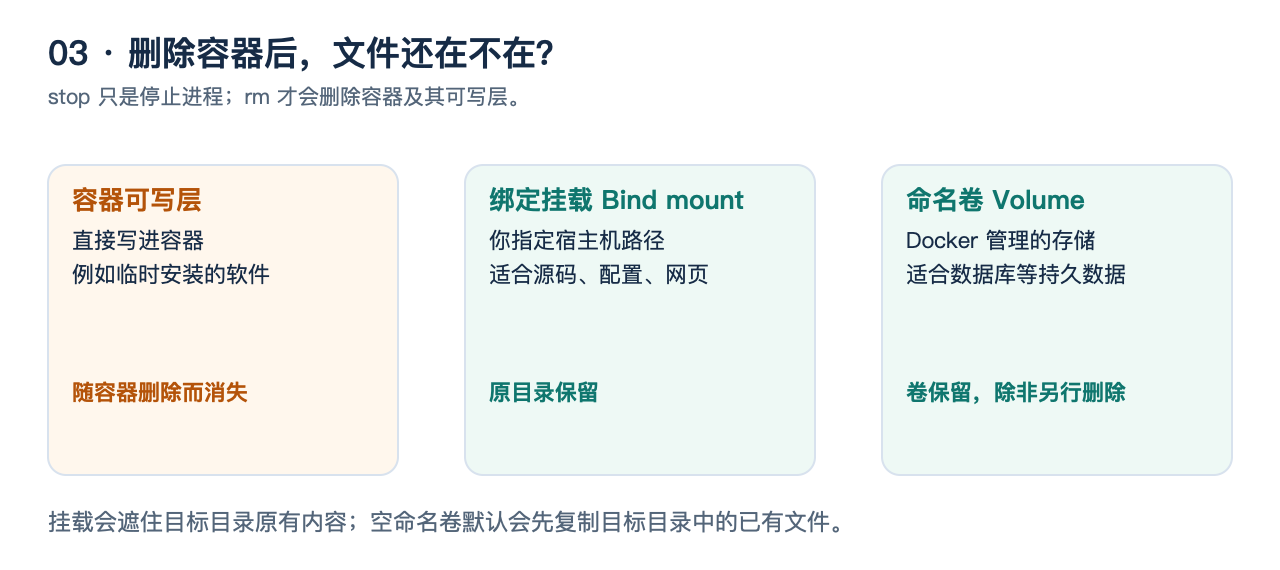 03 · 删除容器后，文件还在不在？
stop 只是停止进程；rm 才会删除容器及其可写层。
容器可写层
直接写进容器
例如临时安装的软件
随容器删除而消失
绑定挂载 Bind mount
你指定宿主机路径
适合源码、配置、网页
原目录保留
命名卷 Volume
Docker 管理的存储
适合数据库等持久数据
卷保留，除非另行删除
挂载会遮住目标目录原有内容；空命名卷默认会先复制目标目录中的已有文件。